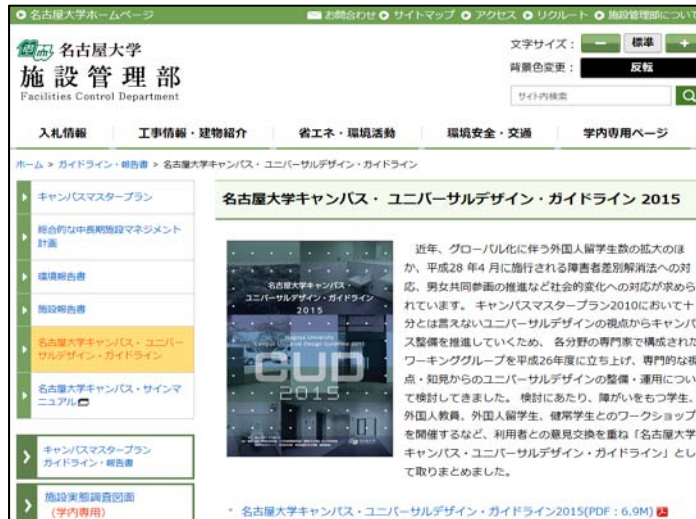 名古屋大学ホームページ
お問合わせ サイトマップ アクセス リクルート 施設管理部について
名古屋大学
施設管理部
Facilities Control Department
文字サイズ： － 標準 ＋
背景色変更： 反転
サイト内検索
入札情報 工事情報・建物紹介 省エネ・環境活動 環境安全・交通 学内専用ページ
ホーム > ガイドライン・報告書 > 名古屋大学キャンパス・ユニバーサルデザイン・ガイドライン
キャンパスマスタープラン
総合的な中長期施設マネジメント
計画
環境報告書
施設報告書
名古屋大学キャンパス・ユニバー
サルデザイン・ガイドライン
名古屋大学キャンパス・サインマ
ニュアル
キャンパスマスタープラン
ガイドライン・報告書
施設実態調査図面
（学内専用）
名古屋大学キャンパス・ ユニバーサルデザイン・ガイドライン 2015
名古屋大学キャンパス・
ユニバーサルデザイン・ガイドライン
2015
Nagoya University
Campus Universal Design Guideline 2015
CUD
2015
近年、グローバル化に伴う外国人留学生数の拡大のほ
か、平成28 年4 月に施行される障害者差別解消法への対
応、男女共同参画の推進など社会的変化への対応が求めら
れています。 キャンパスマスタープラン2010において十
分とは言えないユニバーサルデザインの視点からキャンパ
ス整備を推進していくため、 各分野の専門家で構成された
ワーキンググループを平成26年度に立ち上げ、専門的な視
点・知見からのユニバーサルデザインの整備・運用につい
て検討してきました。 検討にあたり、障がいをもつ学生、
外国人教員、外国人留学生、健常学生とのワークショップ
を開催するなど、利用者との意見交換を重ね「名古屋大学
キャンパス・ユニバーサルデザイン・ガイドライン」とし
て取りまとめました。
名古屋大学キャンパス・ユニバーサルデザイン・ガイドライン2015(PDF：6.9M)